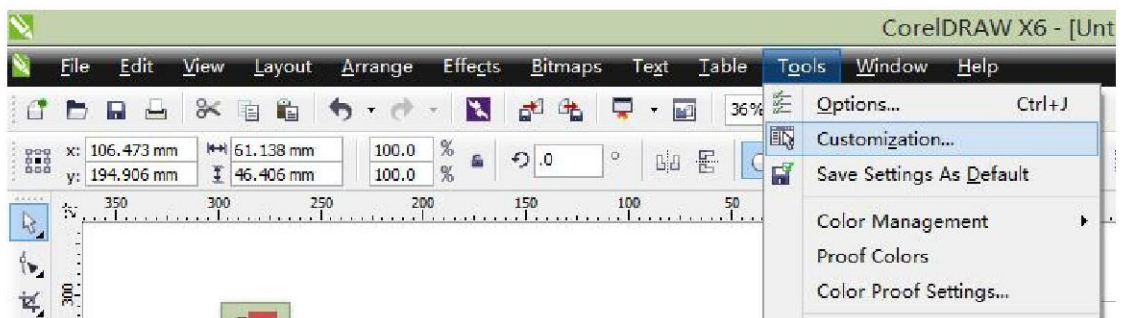 CorelDRAW X6 - [Unt
File Edit View Layout Arrange Effects Bitmaps Text Table Tools Window Help
36%
Options... Ctrl+J
x: 106.473 mm 61.138 mm 100.0 % .0 °
y: 194.906 mm 46.406 mm 100.0 %
Customization...
Save Settings As Default
350 300 250 200 150 100 50
Color Management
Proof Colors
Color Proof Settings...
300